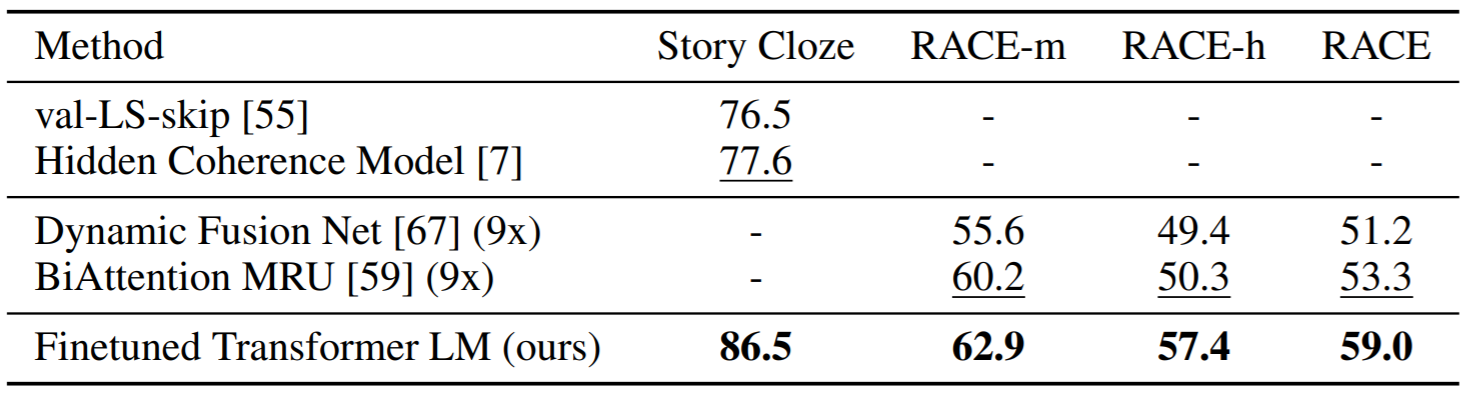 Method Story Cloze RACE-m RACE-h RACE
val-LS-skip [55] 76.5 - - -
Hidden Coherence Model [7] 77.6 - - -
Dynamic Fusion Net [67] (9x) - 55.6 49.4 51.2
BiAttention MRU [59] (9x) - 60.2 50.3 53.3
Finetuned Transformer LM (ours) 86.5 62.9 57.4 59.0